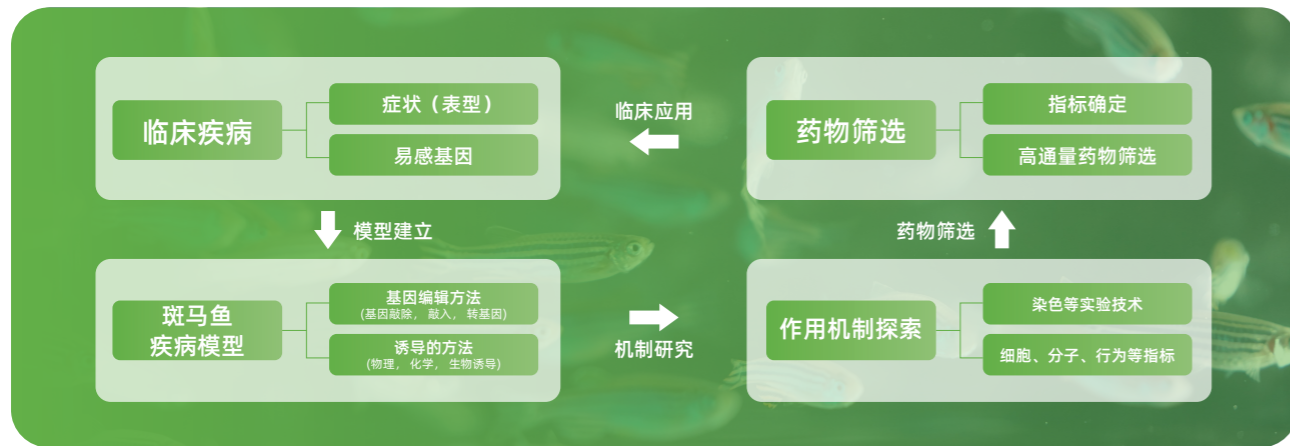 临床疾病
症状（表型）
易感基因
临床应用
药物筛选
指标确定
高通量药物筛选
模型建立
药物筛选
斑马鱼
疾病模型
基因编辑方法
(基因敲除， 敲入， 转基因)
诱导的方法
(物理， 化学， 生物诱导)
机制研究
作用机制探索
染色等实验技术
细胞、分子、行为等指标